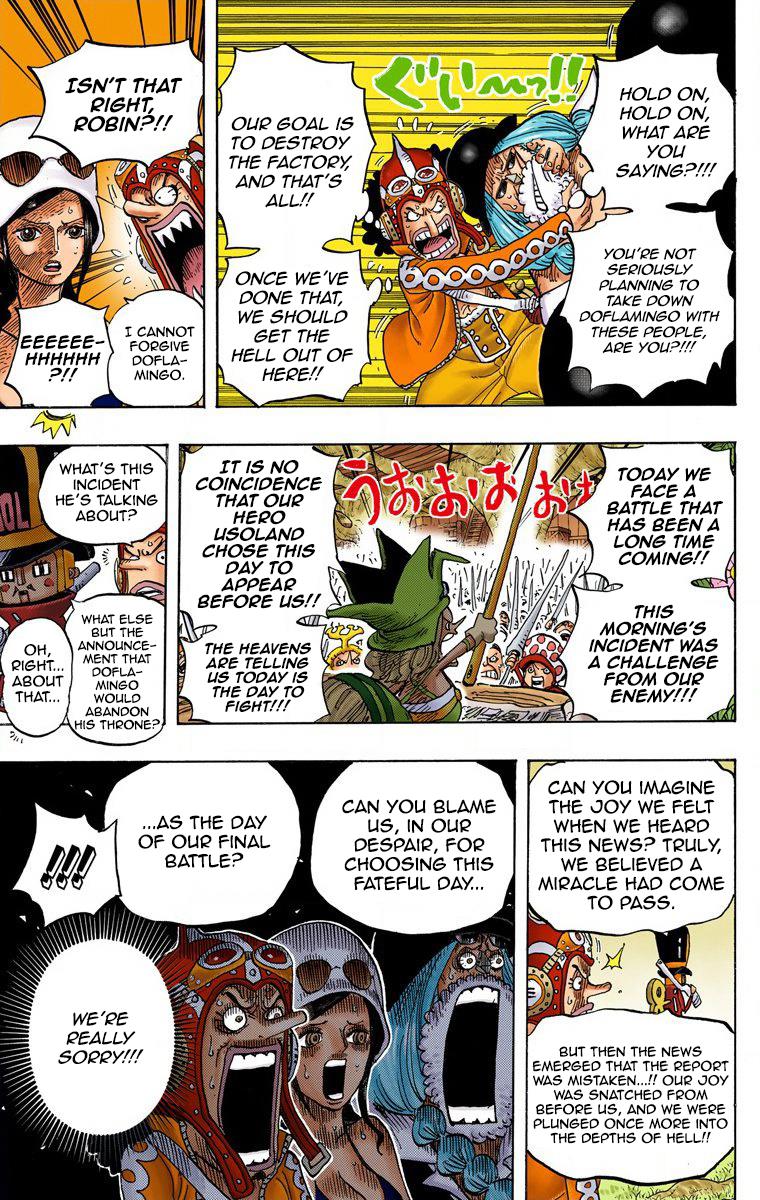 HOLD ON,
HOLD ON,
WHAT ARE
YOU
SAYING?!!!
YOU'RE NOT
SERIOUSLY
PLANNING TO
TAKE DOWN
DOFLAMINGO WITH
THESE PEOPLE,
ARE YOU?!!!
ぐい〜〜っ!!
OUR GOAL IS
TO DESTROY
THE FACTORY,
AND THAT'S
ALL!!
ONCE WE'VE
DONE THAT,
WE SHOULD
GET THE
HELL OUT OF
HERE!!
ISN'T THAT
RIGHT,
ROBIN?!!
I CANNOT
FORGIVE
DOFLA-
MINGO.
EEEEEE-
HHHHHH
?!!
TODAY WE
FACE A
BATTLE THAT
HAS BEEN A
LONG TIME
COMING!!
THIS
MORNING'S
INCIDENT WAS
A CHALLENGE
FROM OUR
ENEMY!!!
うおおおおお
IT IS NO
COINCIDENCE
THAT OUR
HERO
USOLAND
CHOSE THIS
DAY TO
APPEAR
BEFORE US!!
THE HEAVENS
ARE TELLING
US TODAY IS
THE DAY TO
FIGHT!!!
WHAT'S THIS
INCIDENT
HE'S TALKING
ABOUT?
WHAT ELSE
BUT THE
ANNOUNCE-
MENT THAT
DOFLA-
MINGO
WOULD
ABANDON
HIS THRONE?
OH,
RIGHT...
ABOUT
THAT...
CAN YOU IMAGINE
THE JOY WE FELT
WHEN WE HEARD
THIS NEWS? TRULY,
WE BELIEVED A
MIRACLE HAD COME
TO PASS.
BUT THEN THE NEWS
EMERGED THAT THE REPORT
WAS MISTAKEN...!! OUR JOY
WAS SNATCHED FROM
BEFORE US, AND WE WERE
PLUNGED ONCE MORE INTO
THE DEPTHS OF HELL!!
CAN YOU BLAME
US, IN OUR
DESPAIR, FOR
CHOOSING THIS
FATEFUL DAY...
...AS THE DAY
OF OUR FINAL
BATTLE?
!!!
WE'RE
REALLY
SORRY!!!